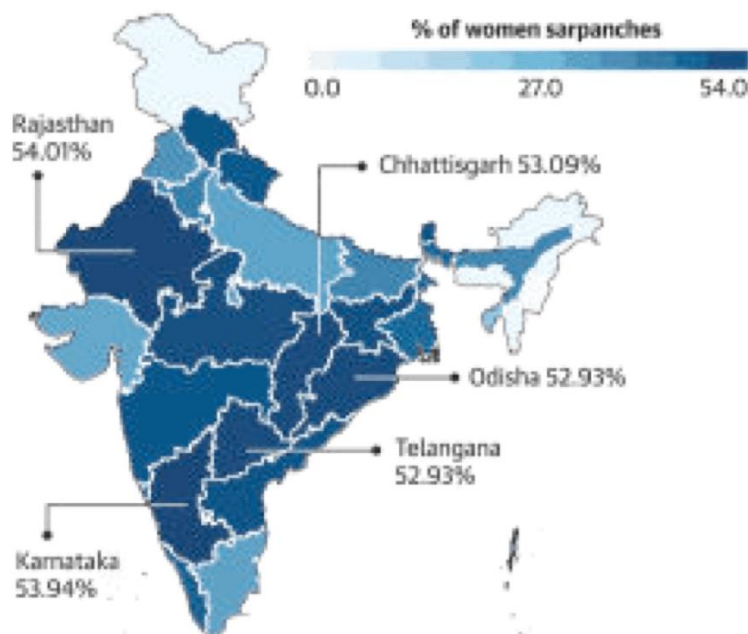 % of women sarpanches
0.0 27.0 54.0
Rajasthan
54.01%
Chhattisgarh 53.09%
Odisha 52.93%
Telangana
52.93%
Karnataka
53.94%